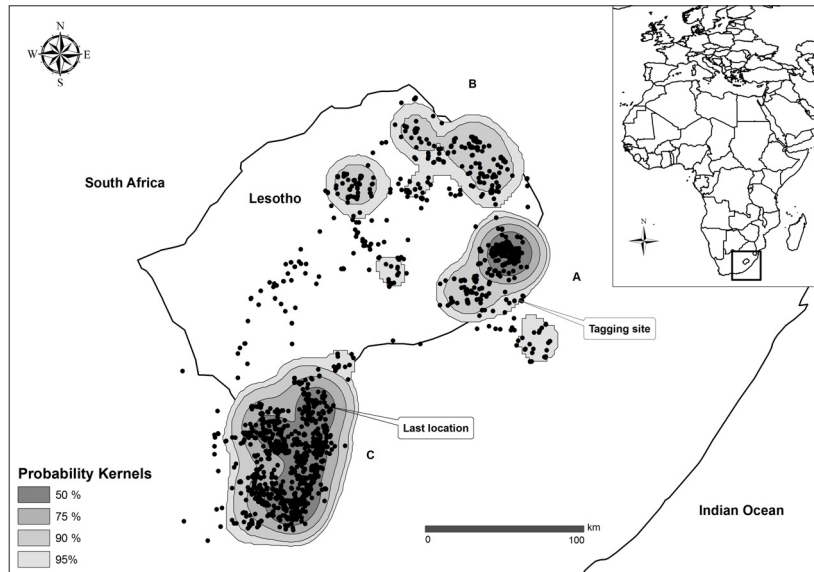 N
W
E
S
B
South Africa
Lesotho
N
A
Tagging site
Last location
C
Probability Kernels
50 %
75 %
90 %
95%
km
0
100
Indian Ocean